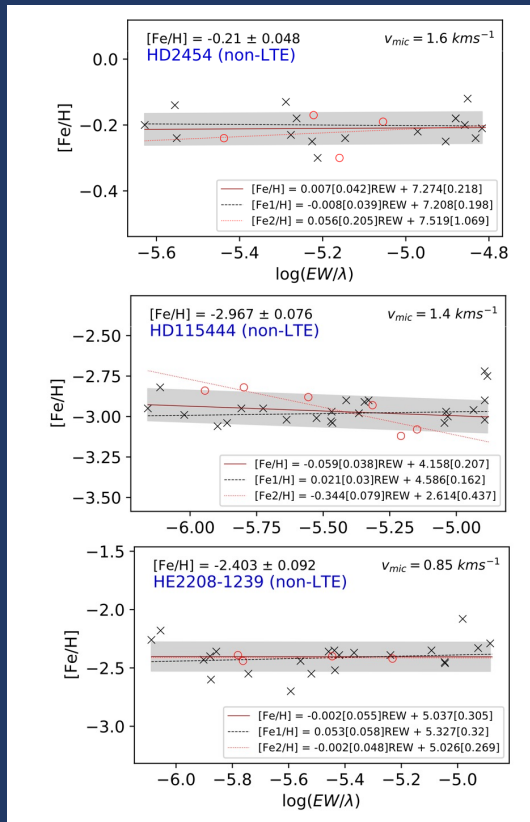 [Fe/H] = -0.21 ± 0.048
v_mic = 1.6 kms⁻¹
HD2454 (non-LTE)
0.0
−0.2
−0.4
[Fe/H]
[Fe/H] = 0.007[0.042]REW + 7.274[0.218]
[Fe1/H] = -0.008[0.039]REW + 7.208[0.198]
[Fe2/H] = 0.056[0.205]REW + 7.519[1.069]
−5.6 −5.4 −5.2 −5.0 −4.8
log(EW/λ)
[Fe/H] = -2.967 ± 0.076
v_mic = 1.4 kms⁻¹
HD115444 (non-LTE)
−2.50
−2.75
−3.00
−3.25
−3.50
[Fe/H]
[Fe/H] = -0.059[0.038]REW + 4.158[0.207]
[Fe1/H] = 0.021[0.03]REW + 4.586[0.162]
[Fe2/H] = -0.344[0.079]REW + 2.614[0.437]
−6.00 −5.75 −5.50 −5.25 −5.00
−1.5
[Fe/H] = -2.403 ± 0.092
v_mic = 0.85 kms⁻¹
HE2208-1239 (non-LTE)
−2.0
−2.5
−3.0
[Fe/H]
[Fe/H] = -0.002[0.055]REW + 5.037[0.305]
[Fe1/H] = 0.053[0.058]REW + 5.327[0.32]
[Fe2/H] = -0.002[0.048]REW + 5.026[0.269]
−6.0 −5.8 −5.6 −5.4 −5.2 −5.0
log(EW/λ)